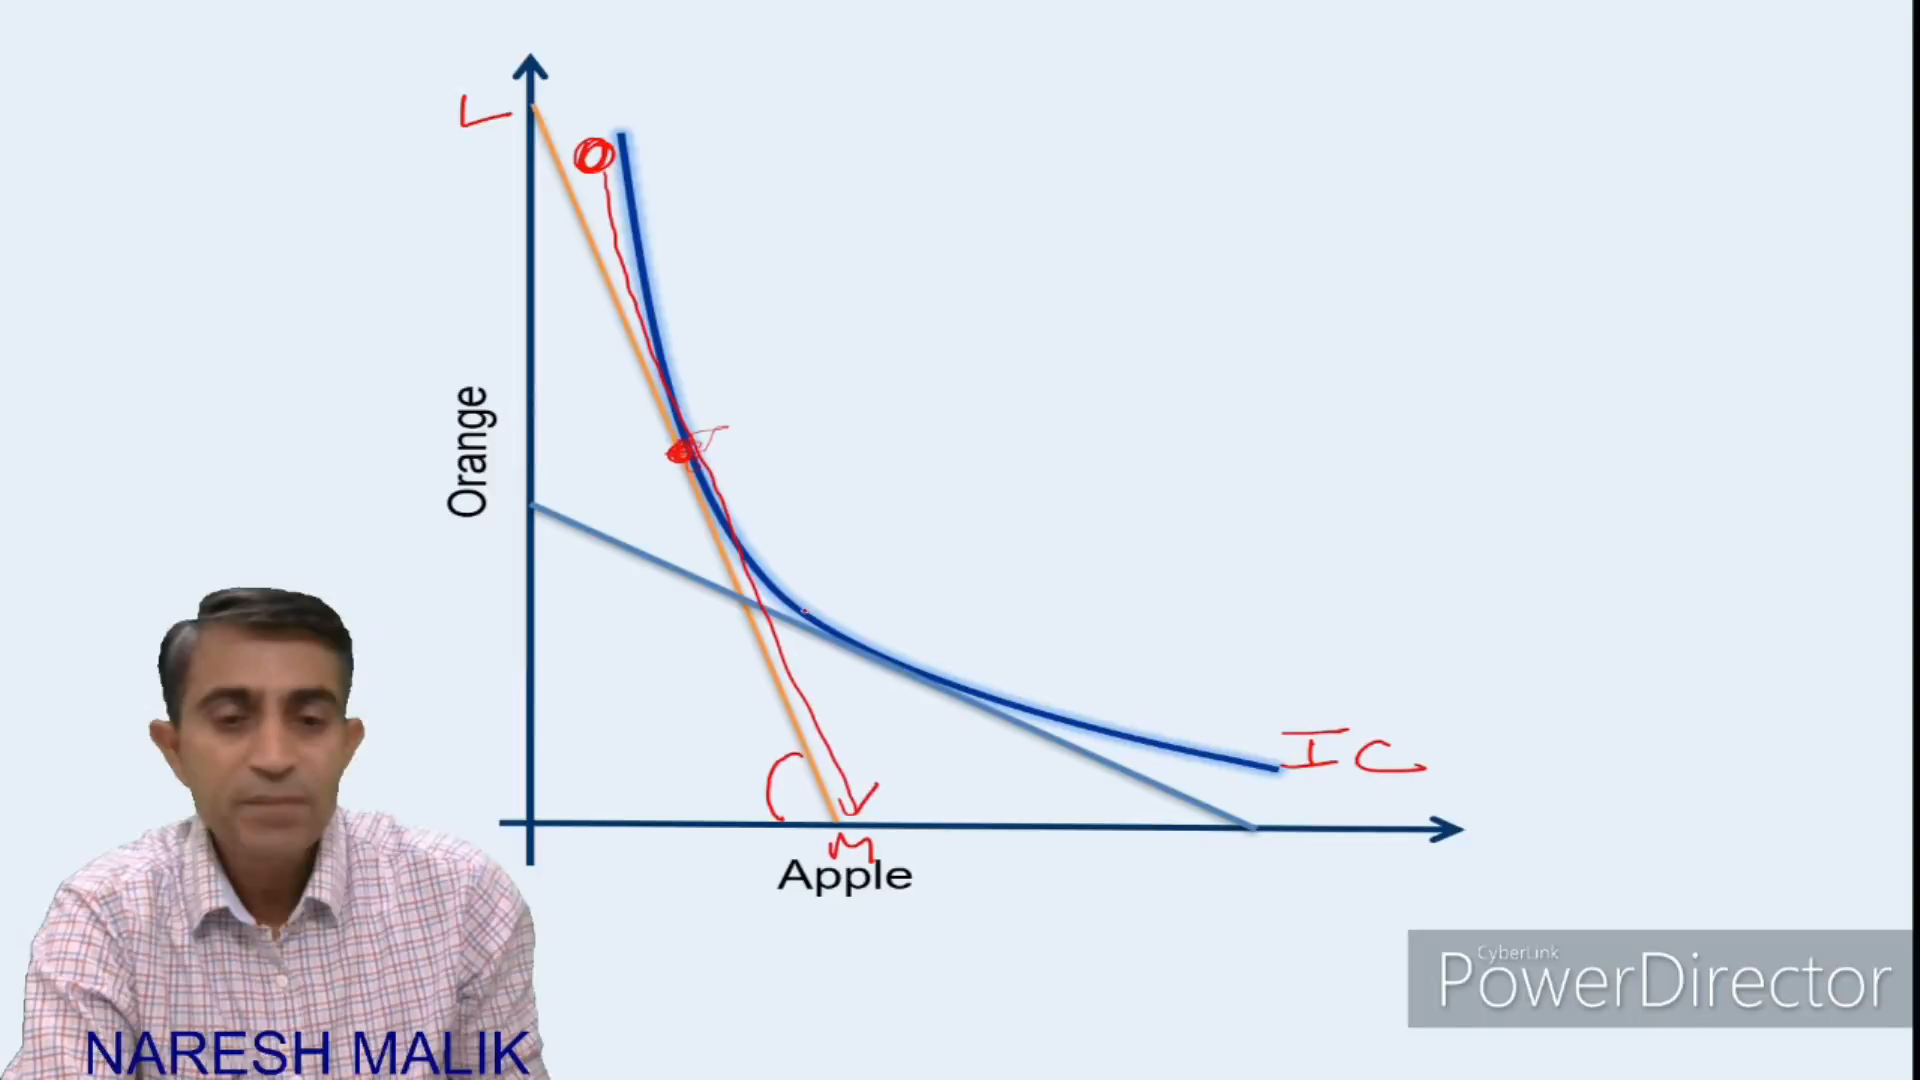 L
Orange
IC
M
Apple
CyberLink
PowerDirector
NARESH MALIK